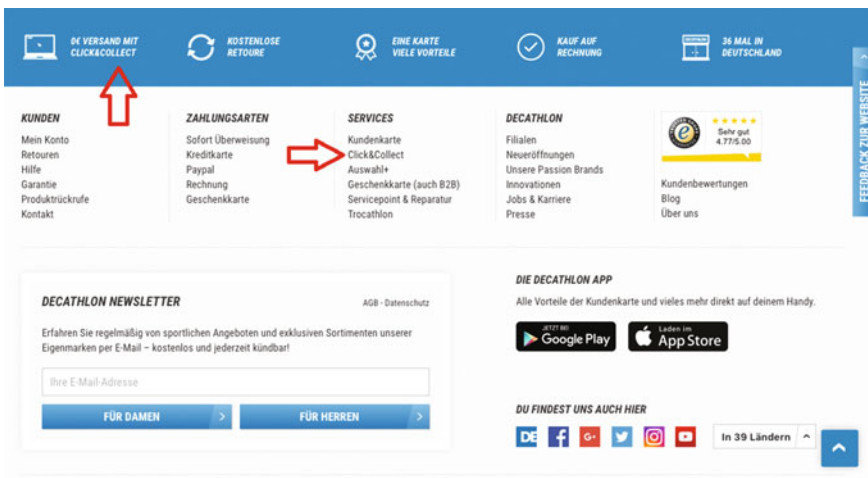 0€ VERSAND MIT
CLICK&COLLECT
KOSTENLOSE
RETOURE
EINE KARTE
VIELE VORTEILE
KAUF AUF
RECHNUNG
36 MAL IN
DEUTSCHLAND
FEEDBACK ZUR WEBSITE
KUNDEN
Mein Konto
Retouren
Hilfe
Garantie
Produktrückrufe
Kontakt
ZAHLUNGSARTEN
Sofort Überweisung
Kreditkarte
Paypal
Rechnung
Geschenkkarte
SERVICES
Kundenkarte
Click&Collect
Auswahl+
Geschenkkarte (auch B2B)
Servicepoint & Reparatur
Trocathlon
DECATHLON
Filialen
Neueröffnungen
Unsere Passion Brands
Innovationen
Jobs & Karriere
Presse
Sehr gut
4.77/5.00
Kundenbewertungen
Blog
Über uns
DECATHLON NEWSLETTER
AGB - Datenschutz
Erfahren Sie regelmäßig von sportlichen Angeboten und exklusiven Sortimenten unserer
Eigenmarken per E-Mail – kostenlos und jederzeit kündbar!
Ihre E-Mail-Adresse
FÜR DAMEN
FÜR HERREN
DIE DECATHLON APP
Alle Vorteile der Kundenkarte und vieles mehr direkt auf deinem Handy.
JETZT BEI
Google Play
Laden im
App Store
DU FINDEST UNS AUCH HIER
DE
G+
In 39 Ländern